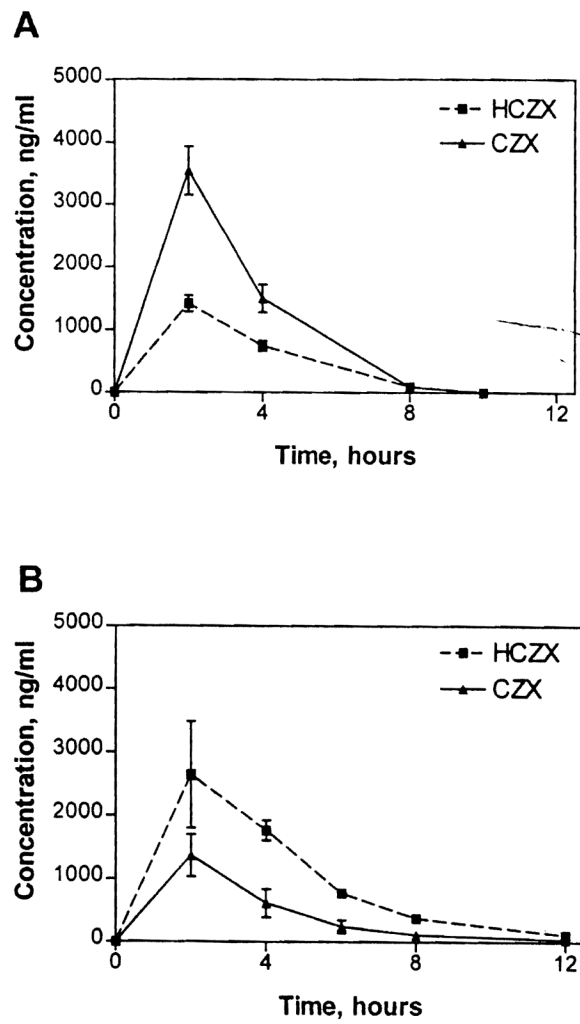 A
5000
4000
3000
2000
1000
0
Concentration, ng/ml
HCZX
CZX
0 4 8 12
Time, hours
B
5000
4000
3000
2000
1000
0
Concentration, ng/ml
HCZX
CZX
0 4 8 12
Time, hours